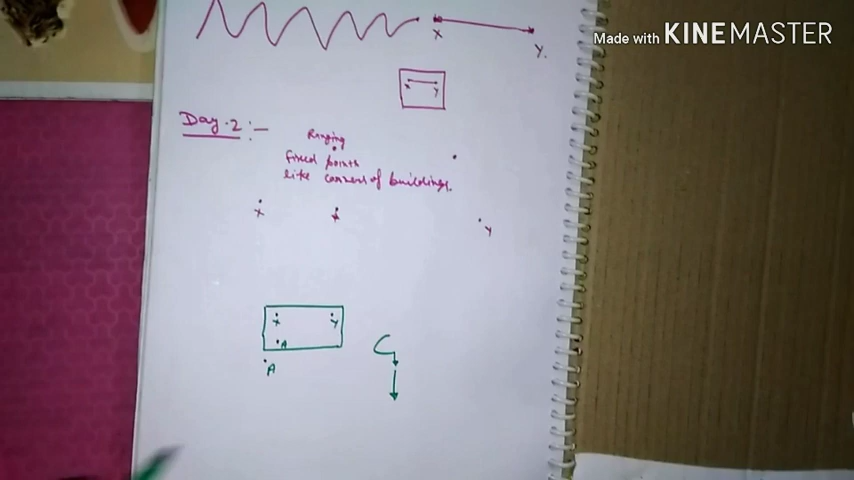 Made with KINEMASTER
X
Y.
x Y
Day-2:-
Ranging
fixed points
like corners of buildings.
X
Y
X Y
A
A